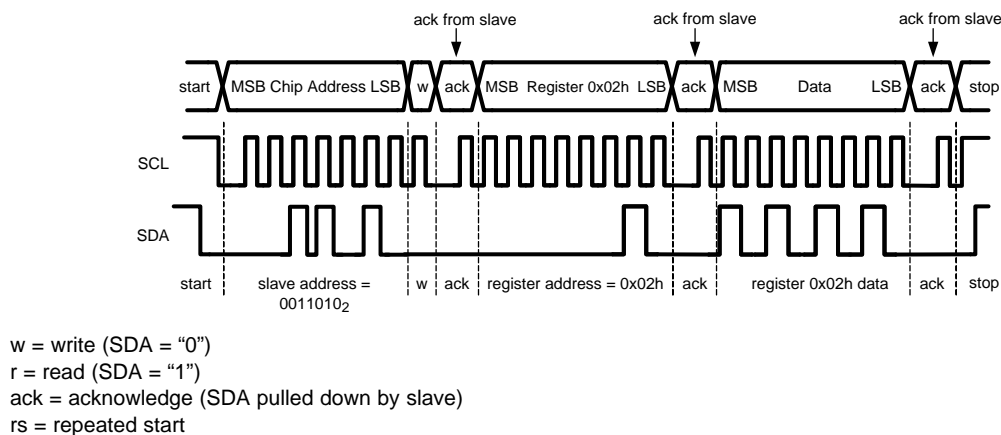 ack from slave ack from slave ack from slave
start MSB Chip Address LSB w ack MSB Register 0x02h LSB ack MSB Data LSB ack stop
SCL
SDA
start slave address = w ack register address = 0x02h ack register 0x02h data ack stop
0011010₂
w = write (SDA = “0”)
r = read (SDA = “1”)
ack = acknowledge (SDA pulled down by slave)
rs = repeated start